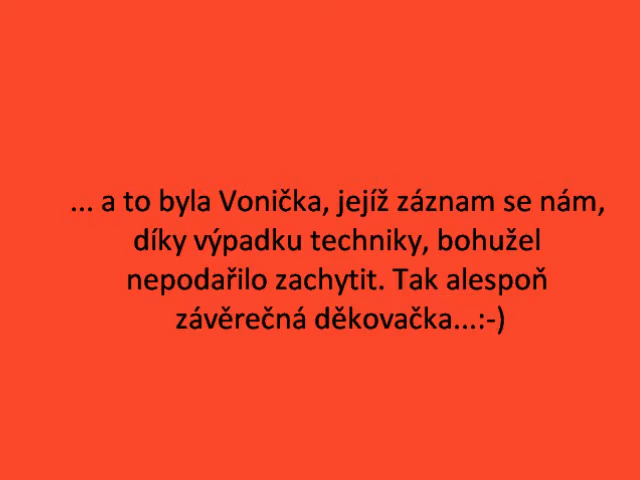 ... a to byla Vonička, jejíž záznam se nám,
díky výpadku techniky, bohužel
nepodařilo zachytit. Tak alespoň
závěrečná děkovačka...:-)